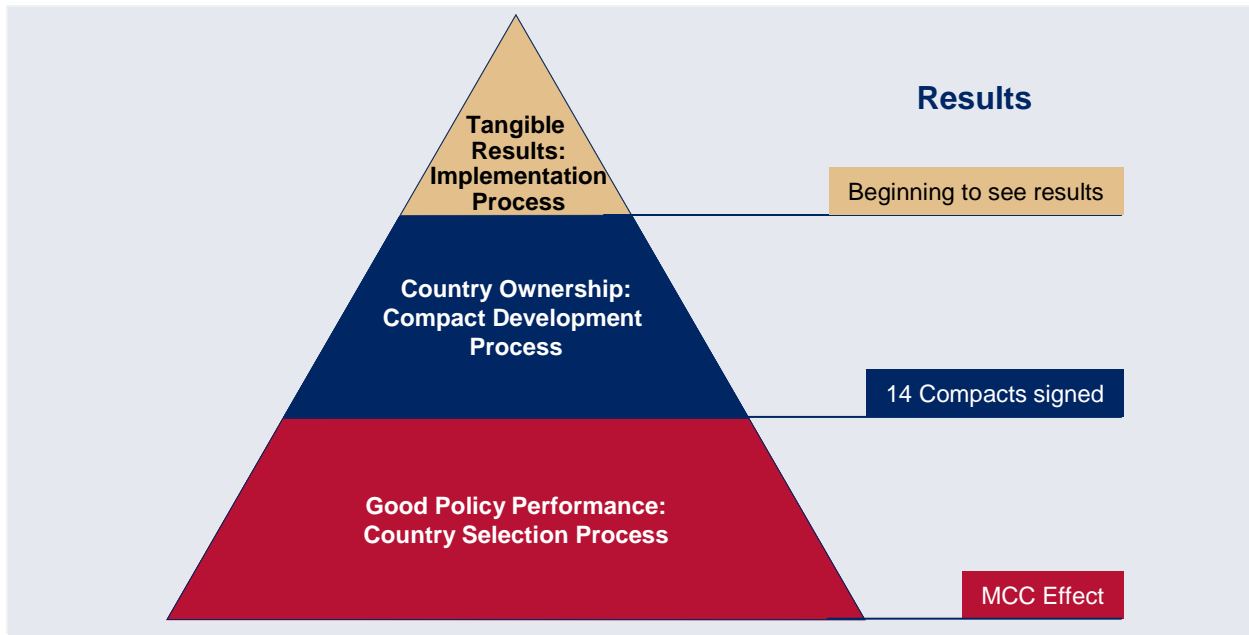 Results
Tangible
Results:
Implementation
Process
Beginning to see results
Country Ownership:
Compact Development
Process
14 Compacts signed
Good Policy Performance:
Country Selection Process
MCC Effect